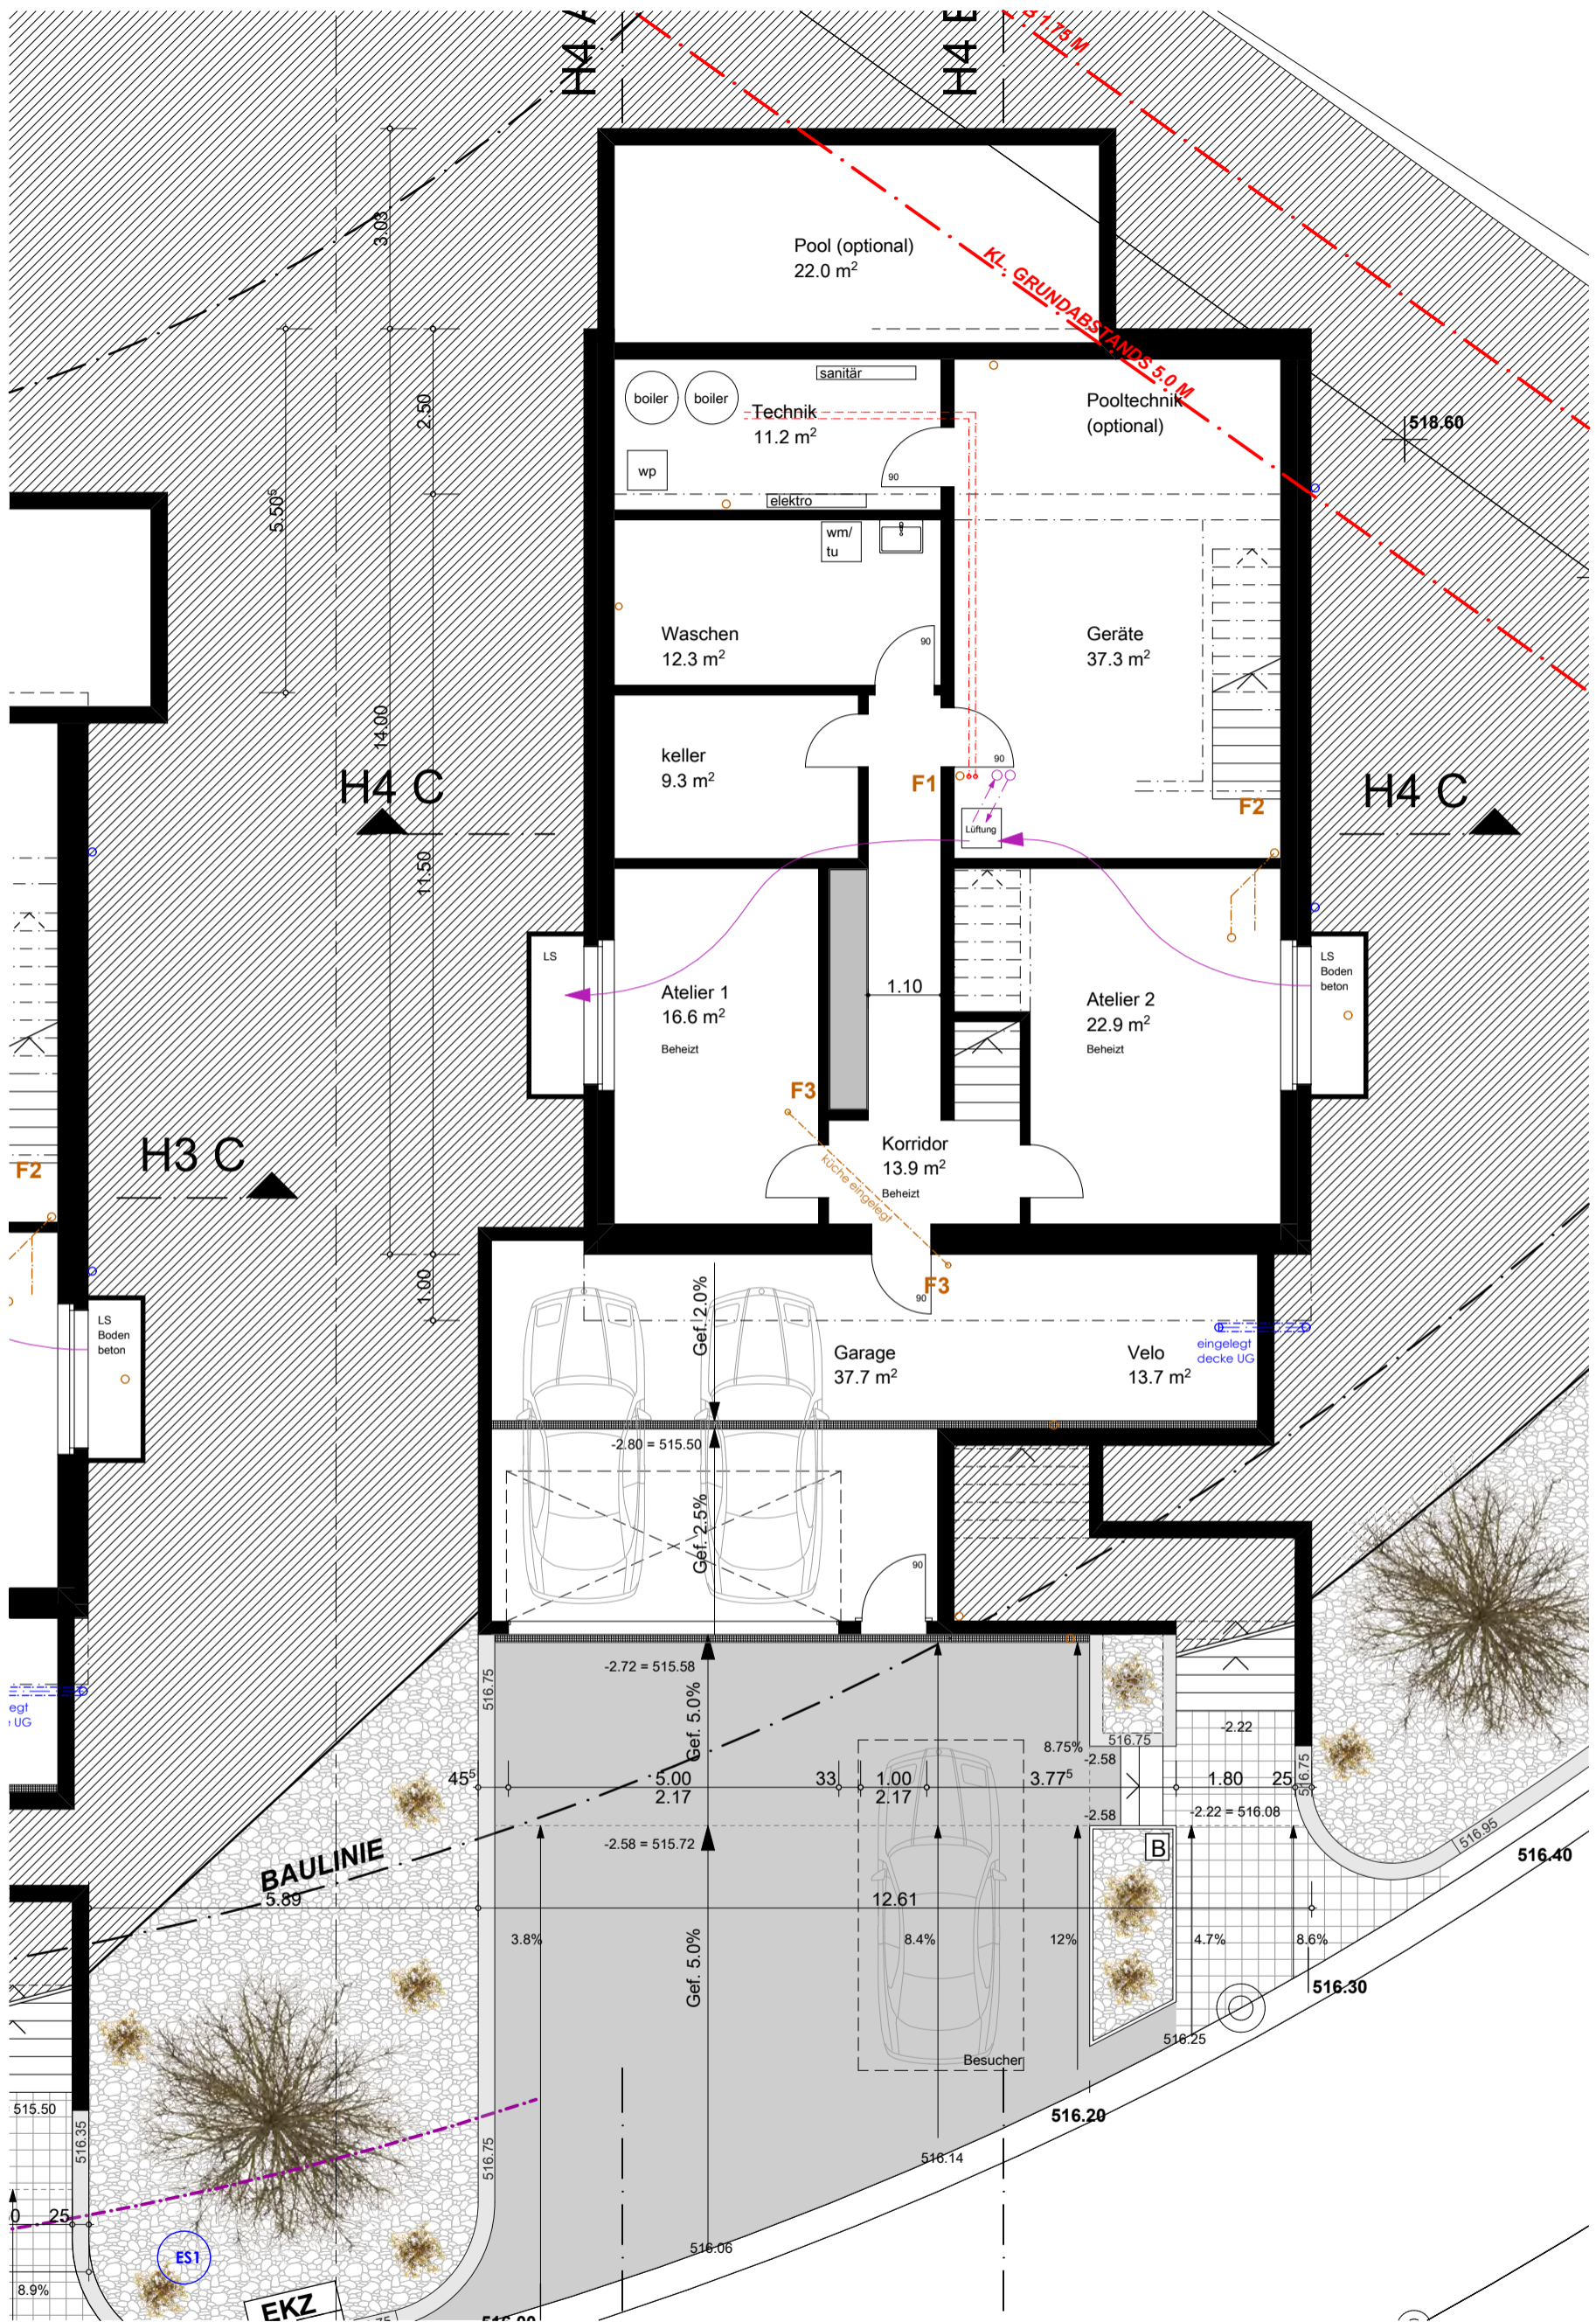 H4 A
H4 E
1.75 M
3.03
Pool (optional)
22.0 m²
KL. GRUNDABSTANDS 5.0 M
sanitär
boiler
boiler
Technik
11.2 m²
Pooltechnik
(optional)
518.60
2.50
wp
90
elektro
5.50⁵
wm/
tu
Waschen
12.3 m²
90
Geräte
37.3 m²
14.00
keller
9.3 m²
90
H4 C
F1
F2
H4 C
Lüftung
11.50
LS
LS
Boden
beton
Atelier 1
16.6 m²
Beheizt
1.10
Atelier 2
22.9 m²
Beheizt
F3
H3 C
F2
Korridor
13.9 m²
Beheizt
küche eingelegt
F3
90
1.00
Gef. 2.0%
LS
Boden
beton
Garage
37.7 m²
Velo
13.7 m²
eingelegt
decke UG
-2.80 = 515.50
Gef. 2.5%
90
516.75
-2.72 = 515.58
Gef. 5.0%
egt
UG
8.75%
516.75
-2.58
-2.22
516.75
45⁵
5.00
2.17
33
1.00
2.17
3.77⁵
1.80
25
-2.58 = 515.72
-2.58
-2.22 = 516.08
B
516.95
516.40
BAULINIE
5.89
12.61
3.8%
Gef. 5.0%
8.4%
12%
4.7%
8.6%
516.30
516.25
Besucher
515.50
516.35
516.75
516.20
516.14
0
25
516.06
ES1
8.9%
EKZ
75
516.00